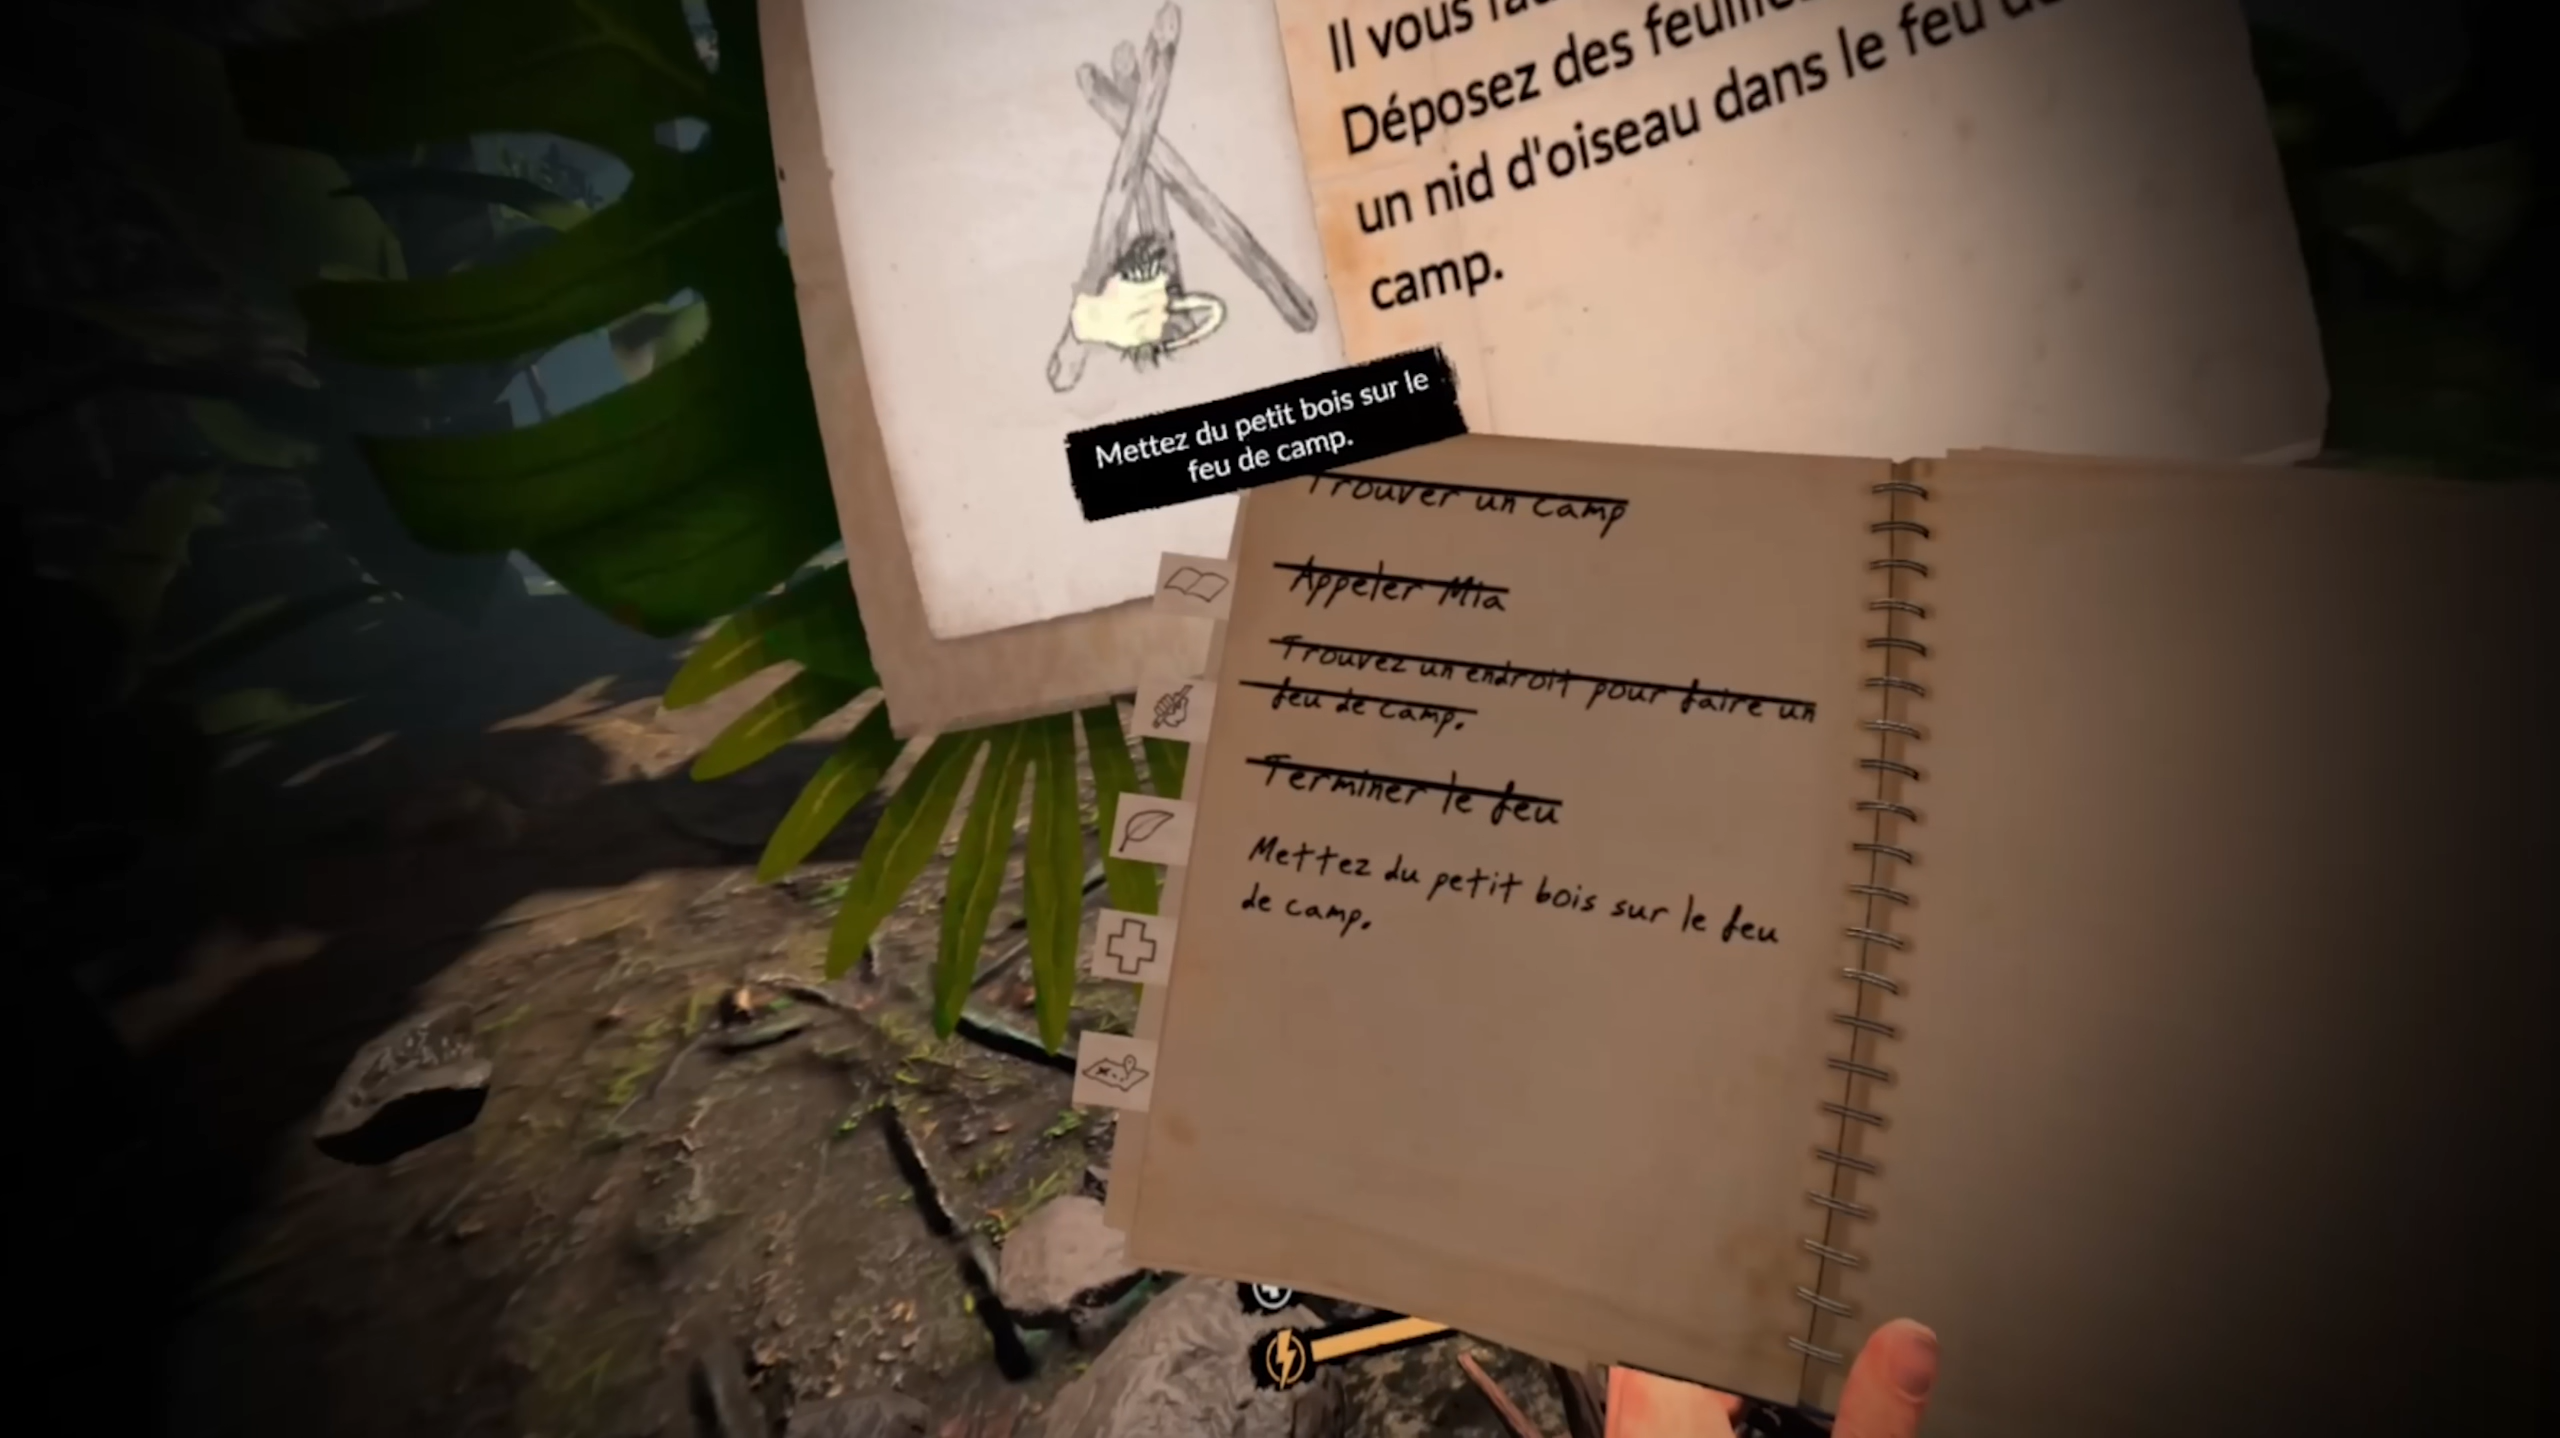 Il vous
Déposez des
un nid d'oiseau dans le feu
camp.
Mettez du petit bois sur le
feu de camp.
Trouver un camp
Appeler Mia
Trouvez un endroit pour faire un
feu de camp.
Terminer le feu
Mettez du petit bois sur le feu
de camp.